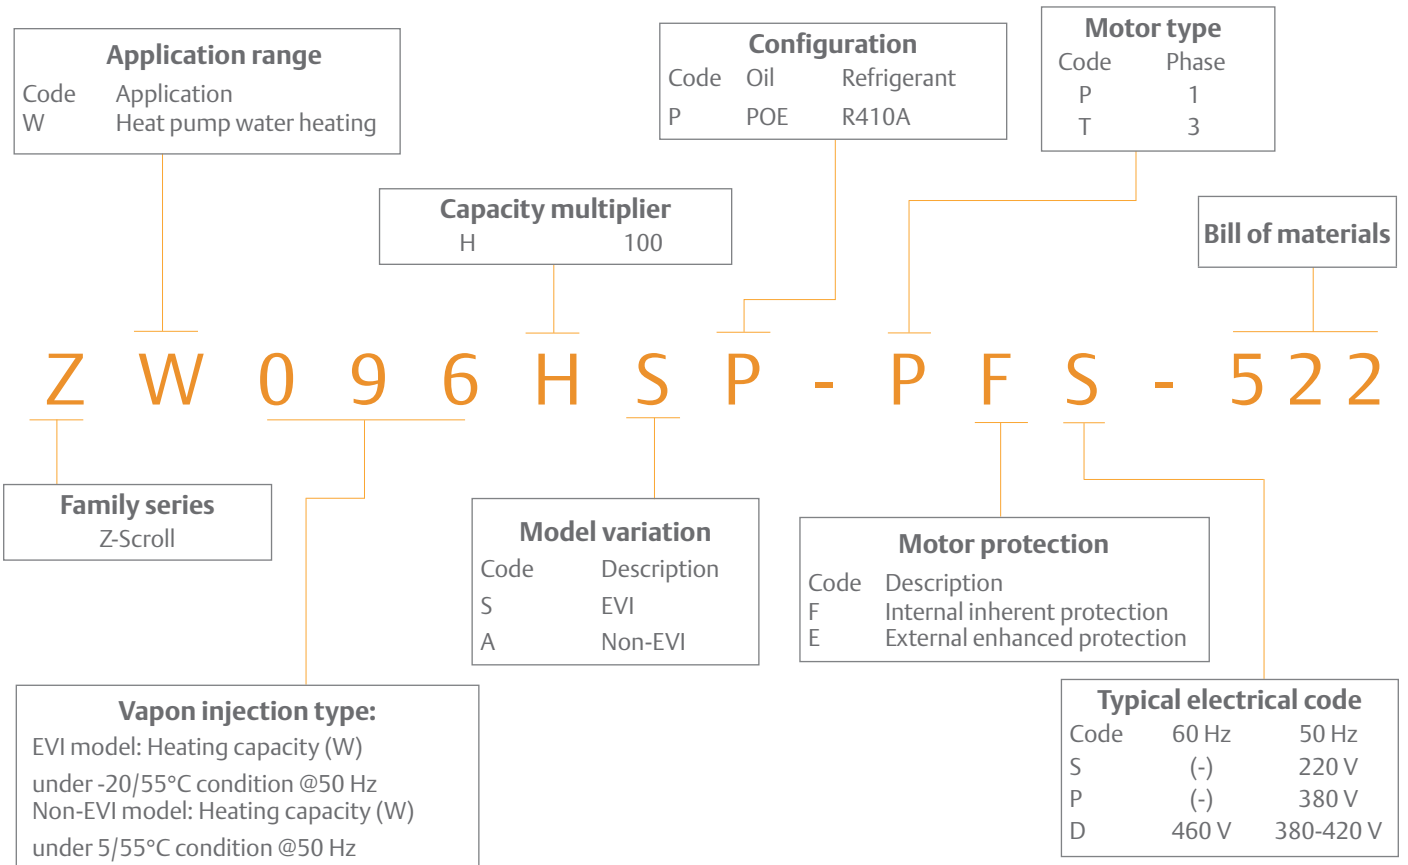 Application range
Code Application
W Heat pump water heating
Configuration
Code Oil Refrigerant
P POE R410A
Motor type
Code Phase
P 1
T 3
Capacity multiplier
H 100
Bill of materials
Z W 0 9 6 H S P - P F S - 5 2 2
Family series
Z-Scroll
Model variation
Code Description
S EVI
A Non-EVI
Motor protection
Code Description
F Internal inherent protection
E External enhanced protection
Vapon injection type:
EVI model: Heating capacity (W)
under -20/55°C condition @50 Hz
Non-EVI model: Heating capacity (W)
under 5/55°C condition @50 Hz
Typical electrical code
Code 60 Hz 50 Hz
S (-) 220 V
P (-) 380 V
D 460 V 380-420 V